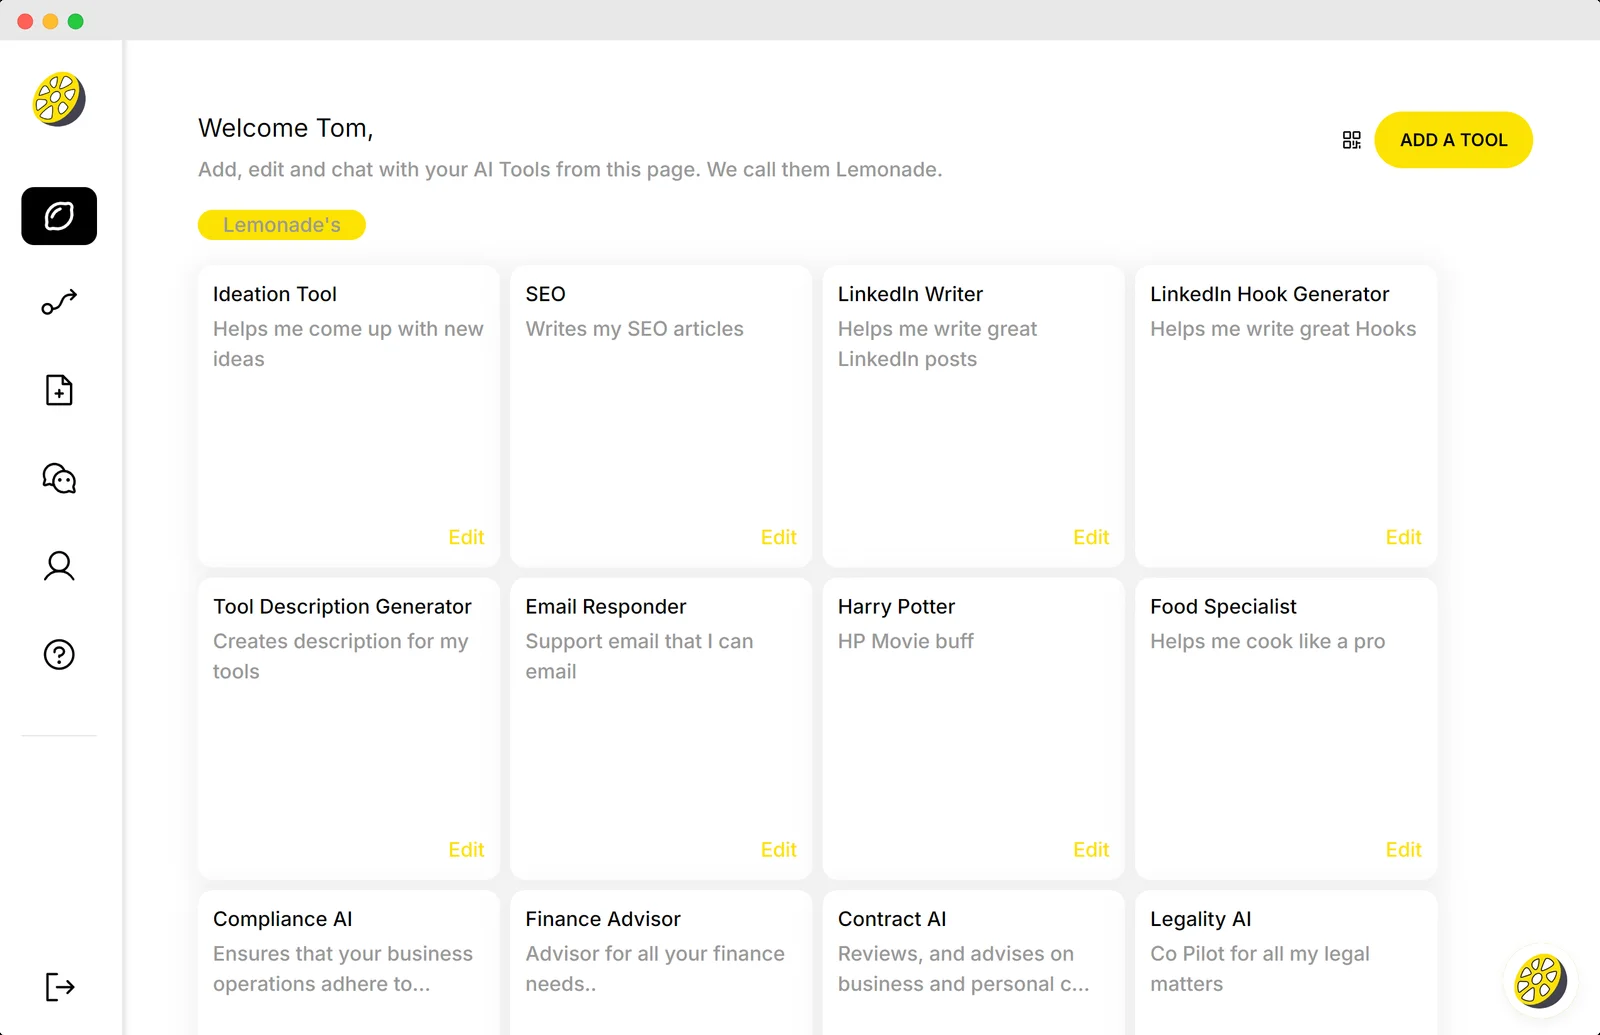 Welcome Tom,
Add, edit and chat with your AI Tools from this page. We call them Lemonade.
ADD A TOOL
Lemonade's
Ideation Tool
Helps me come up with new
ideas
Edit
SEO
Writes my SEO articles
Edit
LinkedIn Writer
Helps me write great
LinkedIn posts
Edit
LinkedIn Hook Generator
Helps me write great Hooks
Edit
Tool Description Generator
Creates description for my
tools
Edit
Email Responder
Support email that I can
email
Edit
Harry Potter
HP Movie buff
Edit
Food Specialist
Helps me cook like a pro
Edit
Compliance AI
Ensures that your business
operations adhere to...
Finance Advisor
Advisor for all your finance
needs..
Contract AI
Reviews, and advises on
business and personal c...
Legality AI
Co Pilot for all my legal
matters